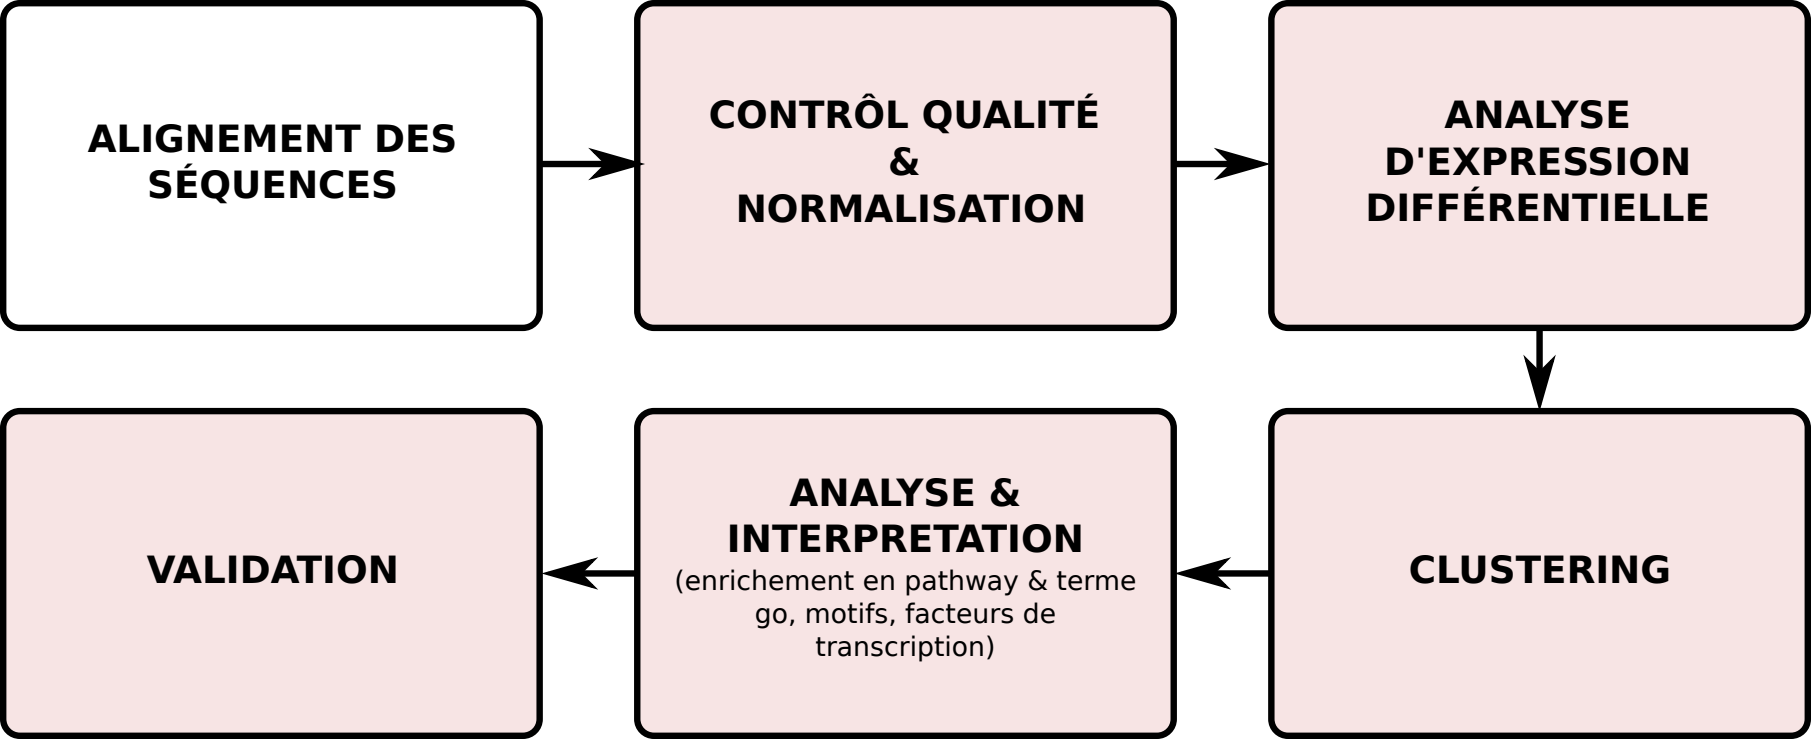 ALIGNEMENT DES
SÉQUENCES
CONTRÔL QUALITÉ
&
NORMALISATION
ANALYSE
D'EXPRESSION
DIFFÉRENTIELLE
CLUSTERING
ANALYSE &
INTERPRETATION
(enrichement en pathway & terme
go, motifs, facteurs de
transcription)
VALIDATION